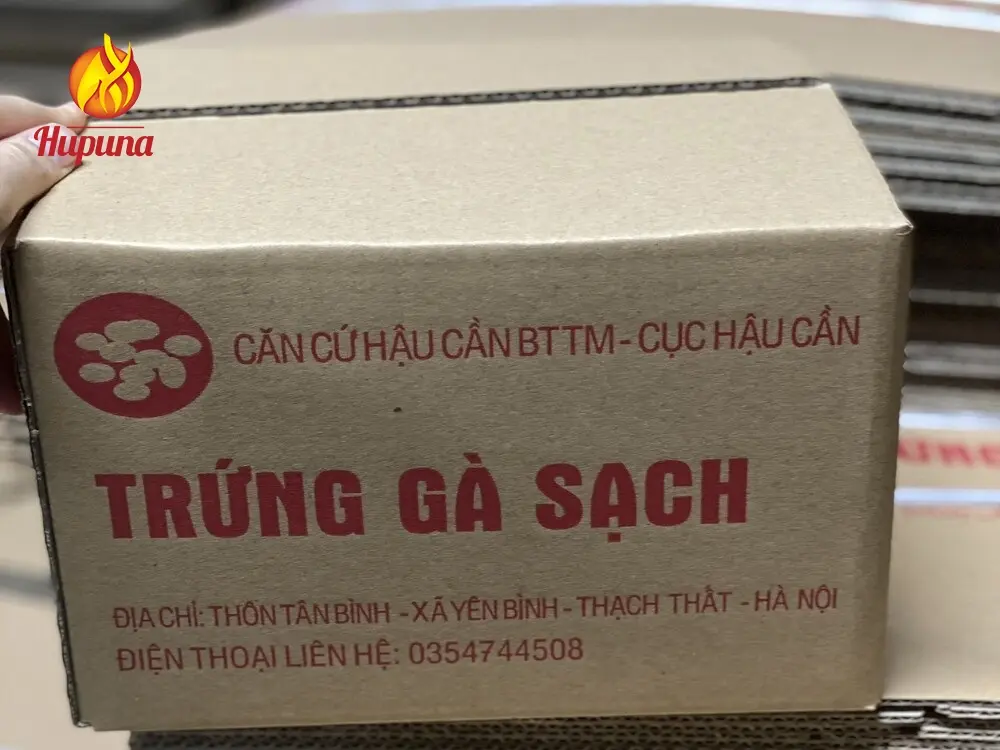 Hupuna
CĂN CỨ HẬU CẦN BTTM - CỤC HẬU CẦN
TRỨNG GÀ SẠCH
ĐỊA CHỈ: THÔN TÂN BÌNH - XÃ YÊN BÌNH - THẠCH THẤT - HÀ NỘI
ĐIỆN THOẠI LIÊN HỆ: 0354744508